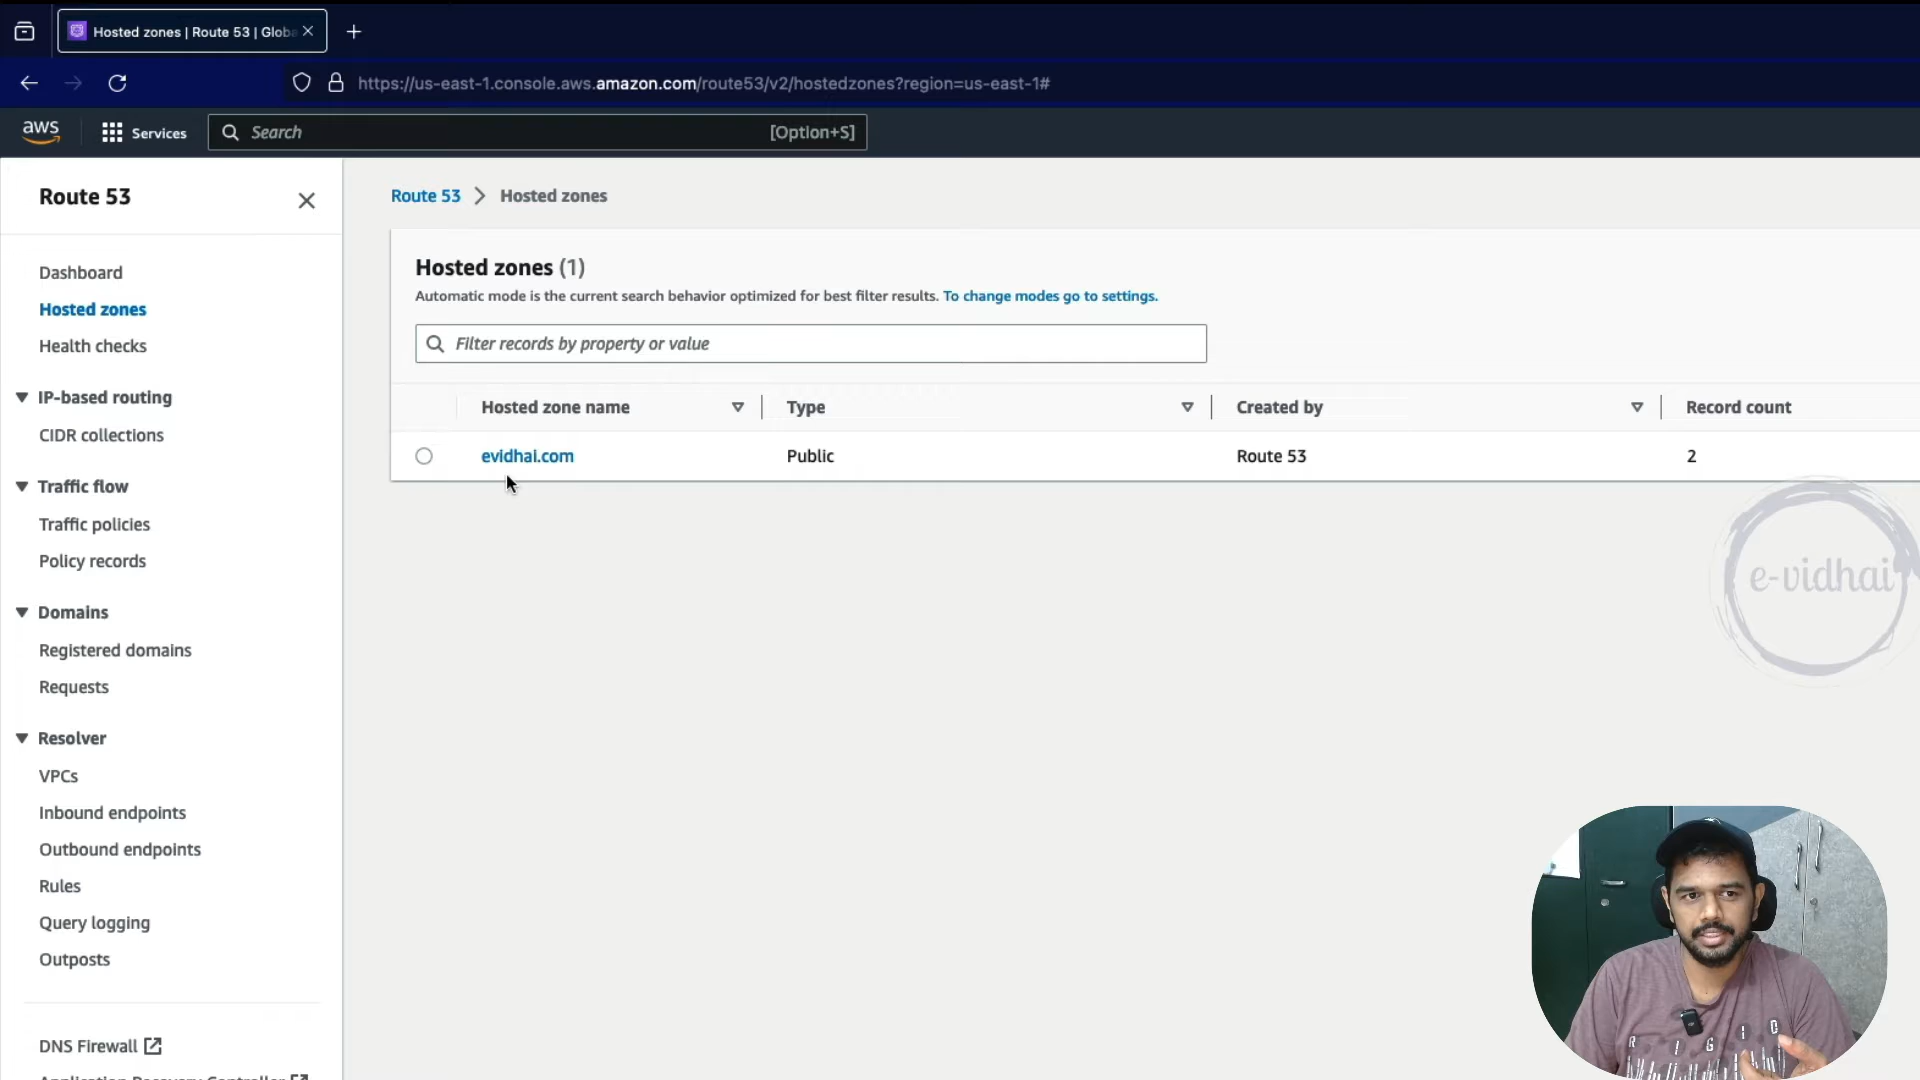 Hosted zones | Route 53 | Globa
https://us-east-1.console.aws.amazon.com/route53/v2/hostedzones?region=us-east-1#
aws
Services
Search
[Option+S]
Route 53
Dashboard
Hosted zones
Health checks
IP-based routing
CIDR collections
Traffic flow
Traffic policies
Policy records
Domains
Registered domains
Requests
Resolver
VPCs
Inbound endpoints
Outbound endpoints
Rules
Query logging
Outposts
DNS Firewall
Application Recovery Controller
Route 53 > Hosted zones
Hosted zones (1)
Automatic mode is the current search behavior optimized for best filter results. To change modes go to settings.
Filter records by property or value
Hosted zone name Type Created by Record count
evidhai.com Public Route 53 2
e-vidhai
R I G I D